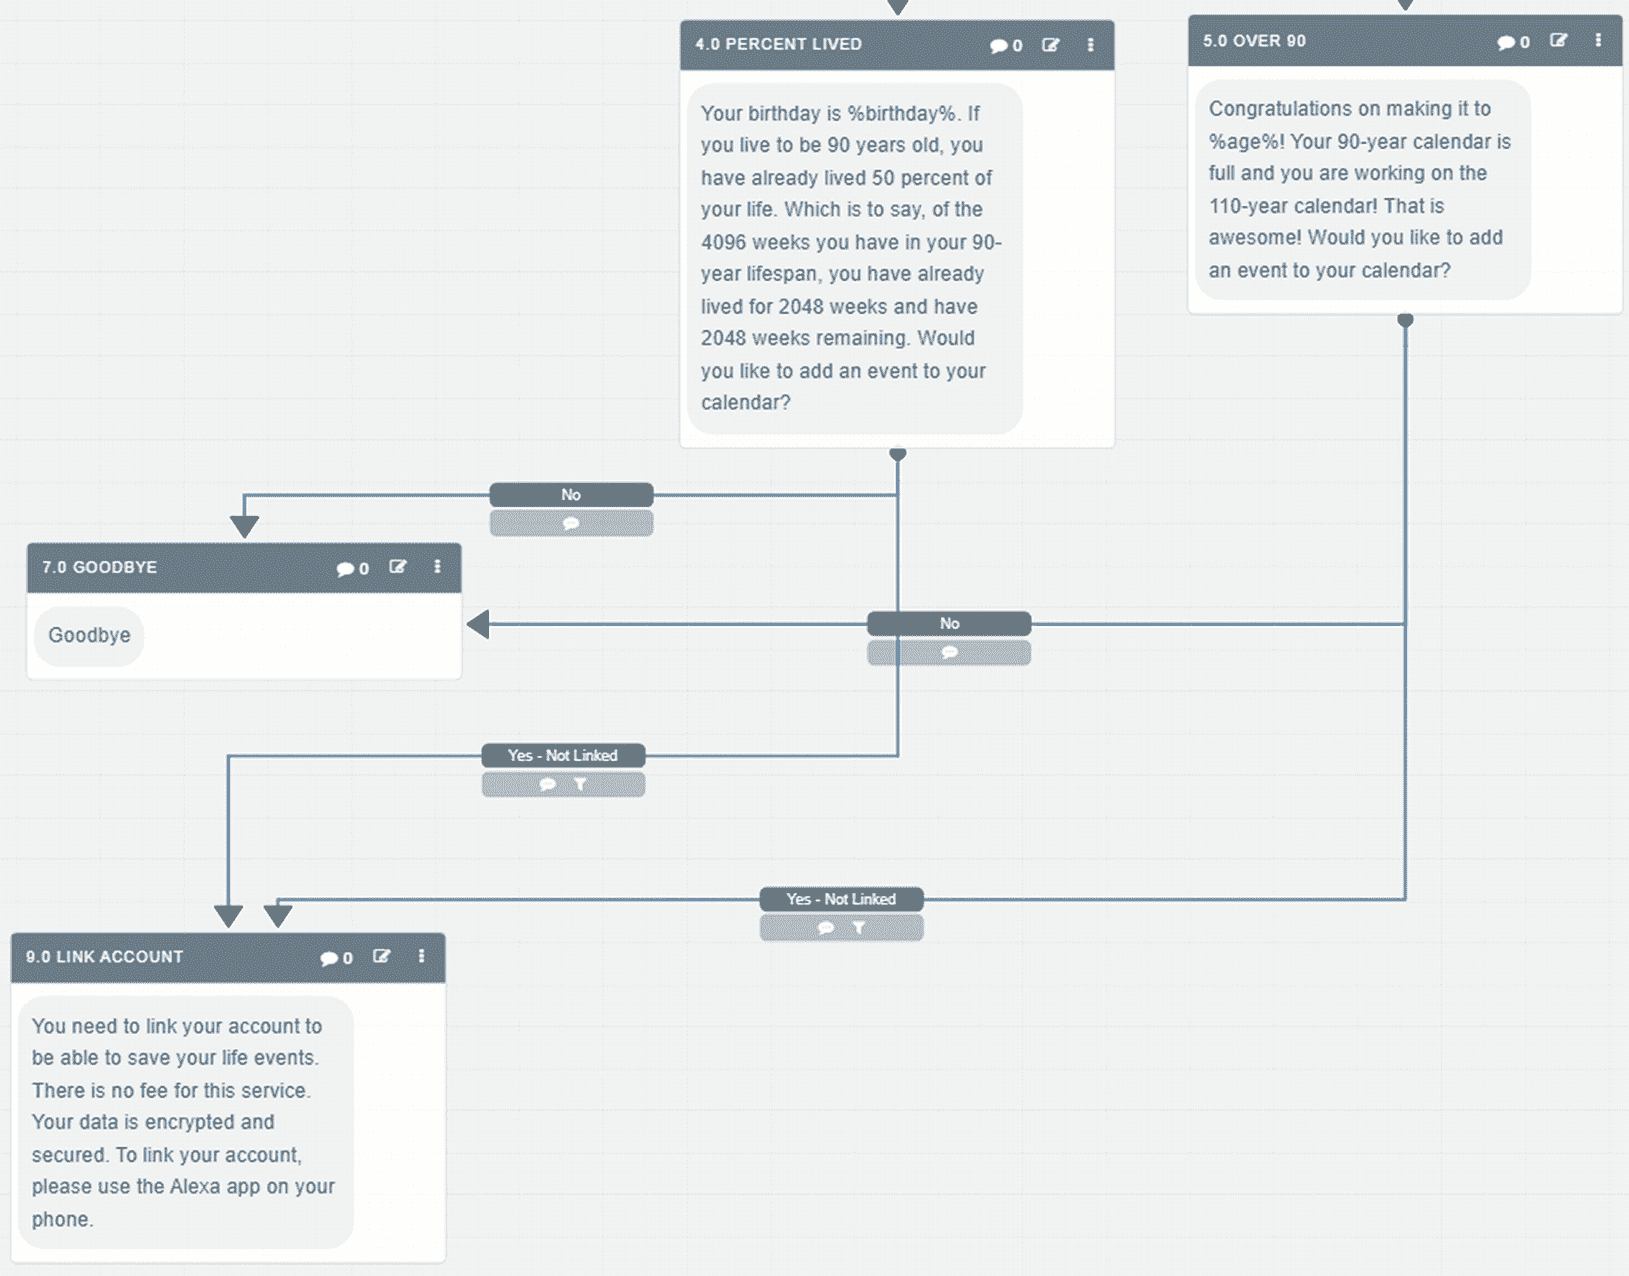 4.0 PERCENT LIVED
0
Your birthday is %birthday%. If
you live to be 90 years old, you
have already lived 50 percent of
your life. Which is to say, of the
4096 weeks you have in your 90-
year lifespan, you have already
lived for 2048 weeks and have
2048 weeks remaining. Would
you like to add an event to your
calendar?
5.0 OVER 90
0
Congratulations on making it to
%age%! Your 90-year calendar is
full and you are working on the
110-year calendar! That is
awesome! Would you like to add
an event to your calendar?
No
7.0 GOODBYE
0
Goodbye
No
Yes - Not Linked
Yes - Not Linked
9.0 LINK ACCOUNT
0
You need to link your account to
be able to save your life events.
There is no fee for this service.
Your data is encrypted and
secured. To link your account,
please use the Alexa app on your
phone.